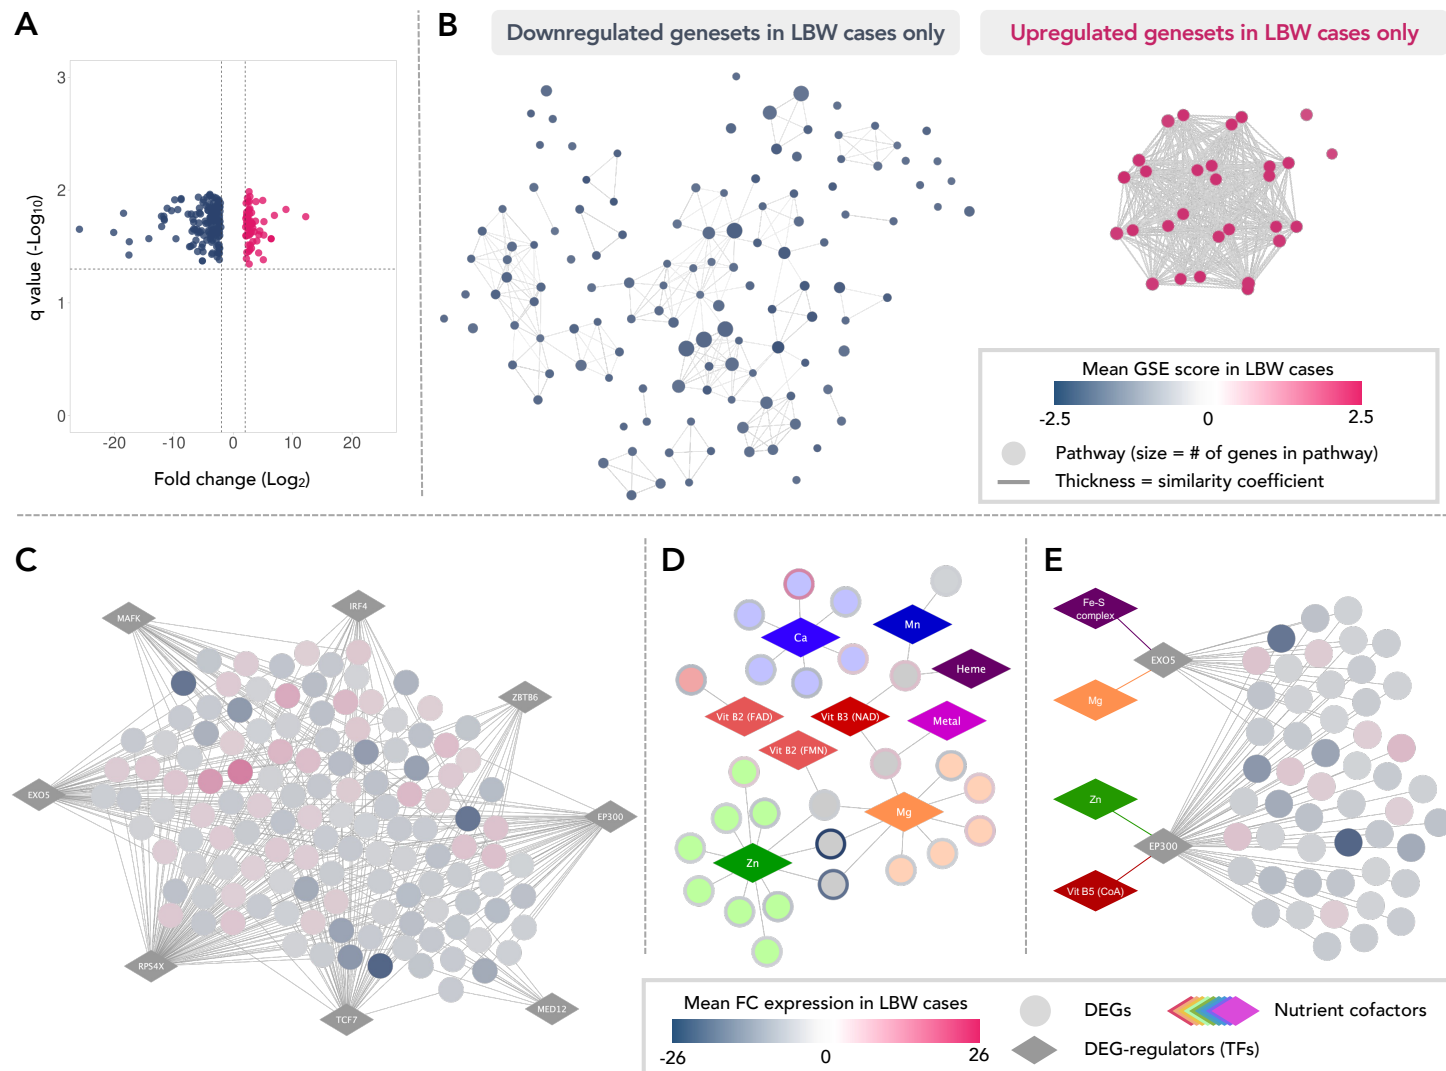 A
3
2
1
0
q value (-Log10)
-20
-10
0
10
20
Fold change (Log2)
B
Downregulated genesets in LBW cases only
Upregulated genesets in LBW cases only
Mean GSE score in LBW cases
-2.5
0
2.5
Pathway (size = # of genes in pathway)
Thickness = similarity coefficient
C
MAFK
IRF4
ZBTB6
EXO5
EP300
RPS4X
TCF7
MED12
D
Ca
Mn
Heme
Vit B2 (FAD)
Vit B3 (NAD)
Metal
Vit B2 (FMN)
Mg
Zn
E
Fe-S
complex
EXO5
Mg
Zn
EP300
Vit B5 (CoA)
Mean FC expression in LBW cases
-26
0
26
DEGs
Nutrient cofactors
DEG-regulators (TFs)